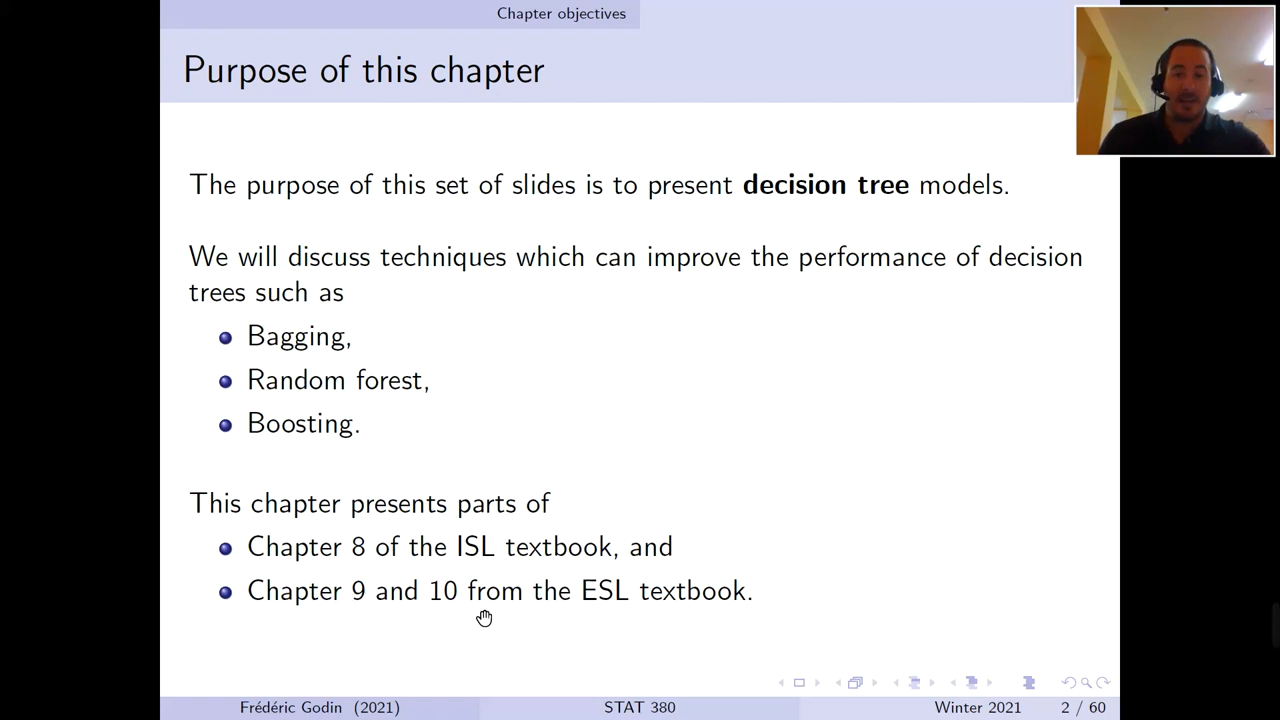 Chapter objectives
Purpose of this chapter
The purpose of this set of slides is to present decision tree models.
We will discuss techniques which can improve the performance of decision
trees such as
Bagging,
Random forest,
Boosting.
This chapter presents parts of
Chapter 8 of the ISL textbook, and
Chapter 9 and 10 from the ESL textbook.
Frédéric Godin (2021) STAT 380 Winter 2021 2 / 60